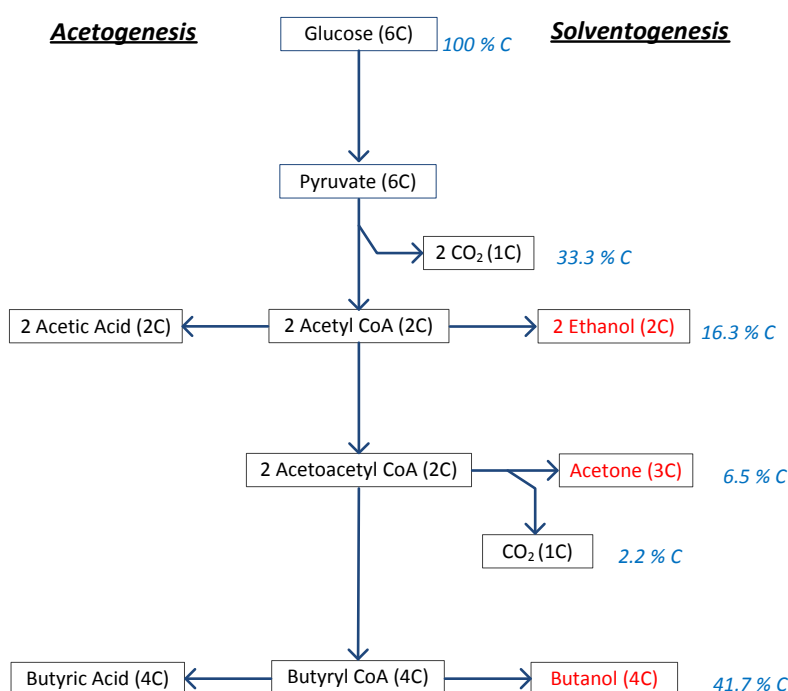 Acetogenesis
Glucose (6C)
100 % C
Solventogenesis
Pyruvate (6C)
2 CO₂ (1C)
33.3 % C
2 Acetic Acid (2C)
2 Acetyl CoA (2C)
2 Ethanol (2C)
16.3 % C
2 Acetoacetyl CoA (2C)
Acetone (3C)
6.5 % C
CO₂ (1C)
2.2 % C
Butyric Acid (4C)
Butyryl CoA (4C)
Butanol (4C)
41.7 % C